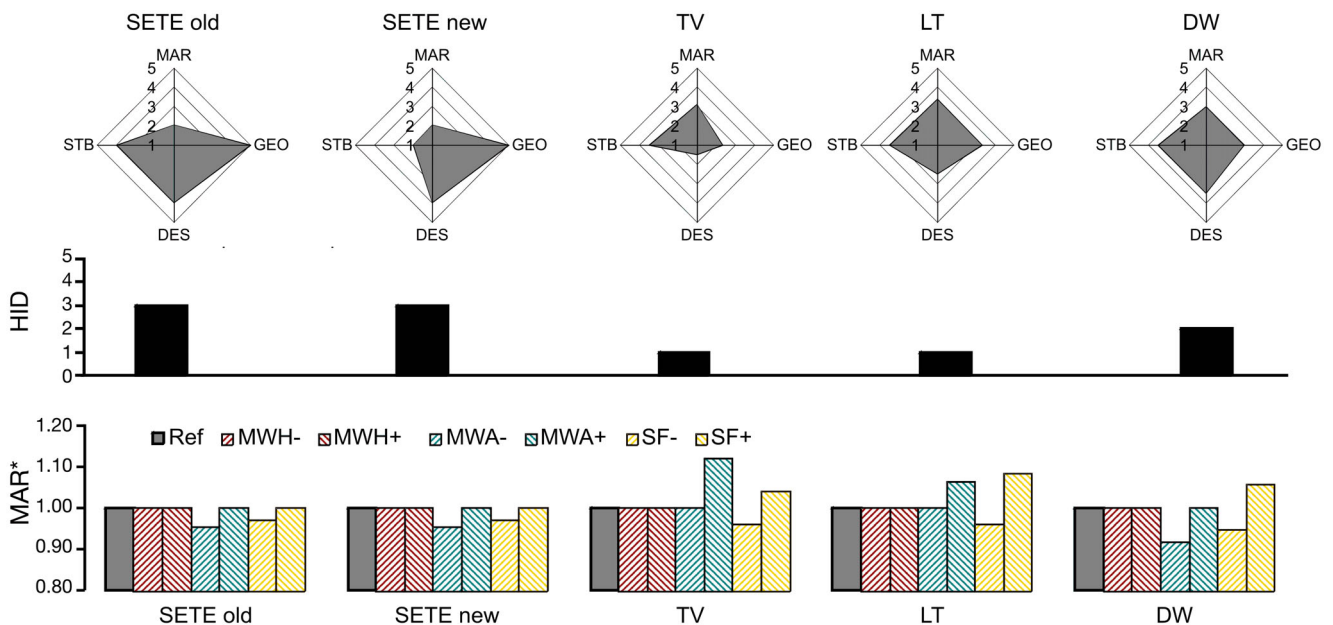 SETE old SETE new TV LT DW
MAR MAR MAR MAR MAR
5 5 5 5 5
4 4 4 4 4
3 3 3 3 3
2 2 2 2 2
STB 1 GEO STB 1 GEO STB 1 GEO STB 1 GEO STB 1 GEO
DES DES DES DES DES
HID
5
4
3
2
1
0
MAR*
1.20
1.10
1.00
0.90
0.80
Ref MWH- MWH+ MWA- MWA+ SF- SF+
SETE old SETE new TV LT DW